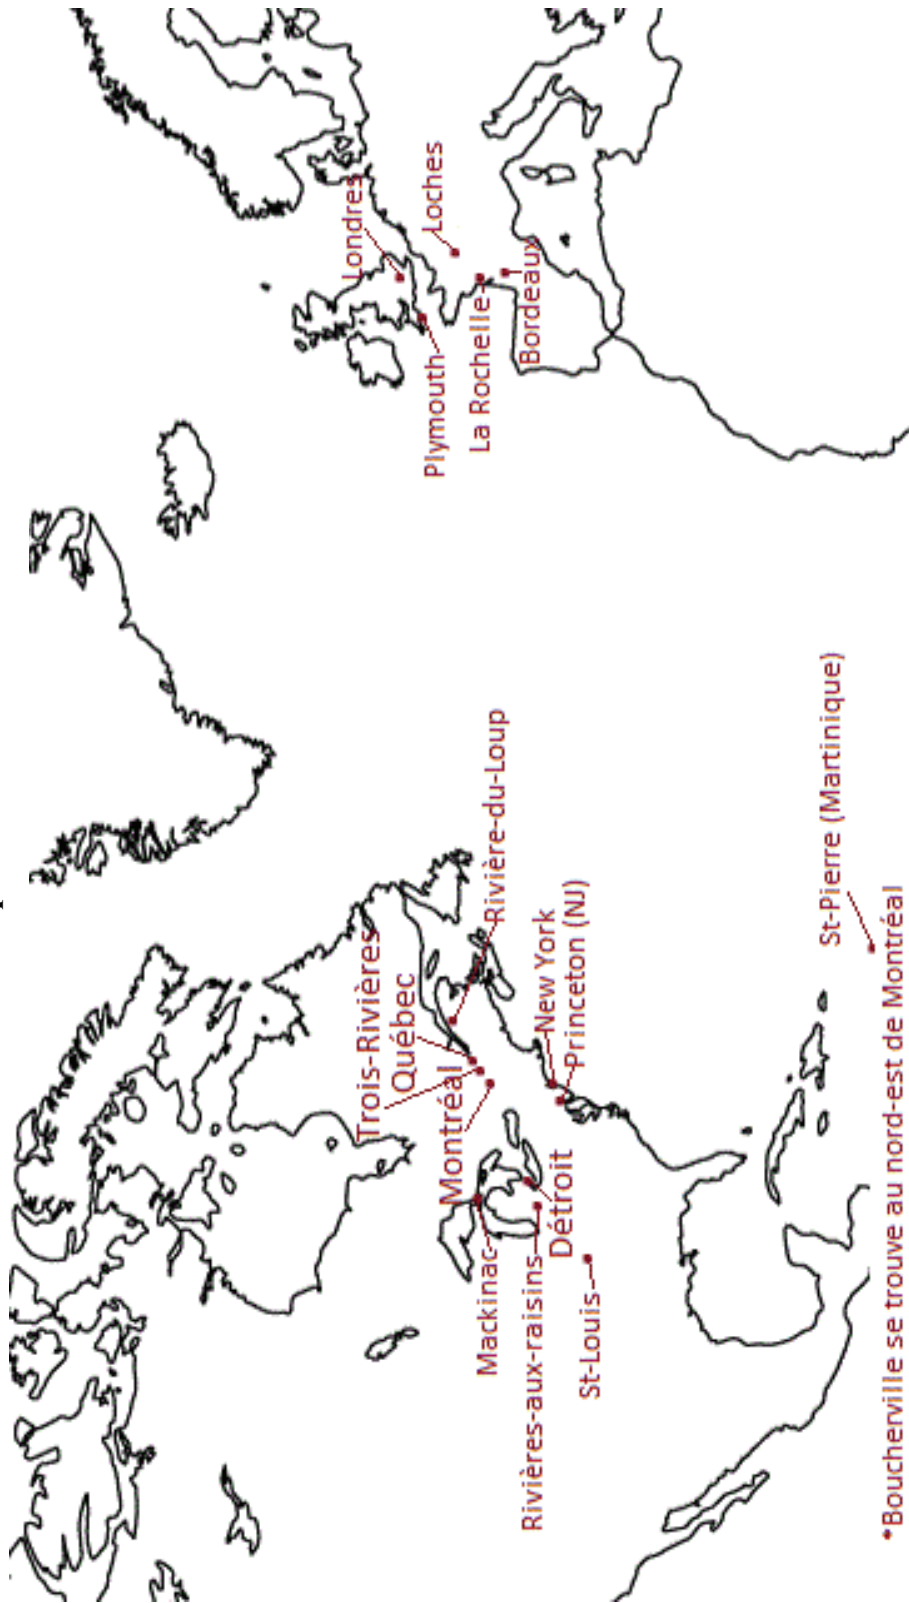 Londres
Loches
Plymouth
La Rochelle
Bordeaux
Trois-Rivières
Québec
Montréal
Rivière-du-Loup
New York
Princeton (NJ)
Mackinac
Rivières-aux-raisins
Détroit
St-Louis
St-Pierre (Martinique)
*Boucherville se trouve au nord-est de Montréal